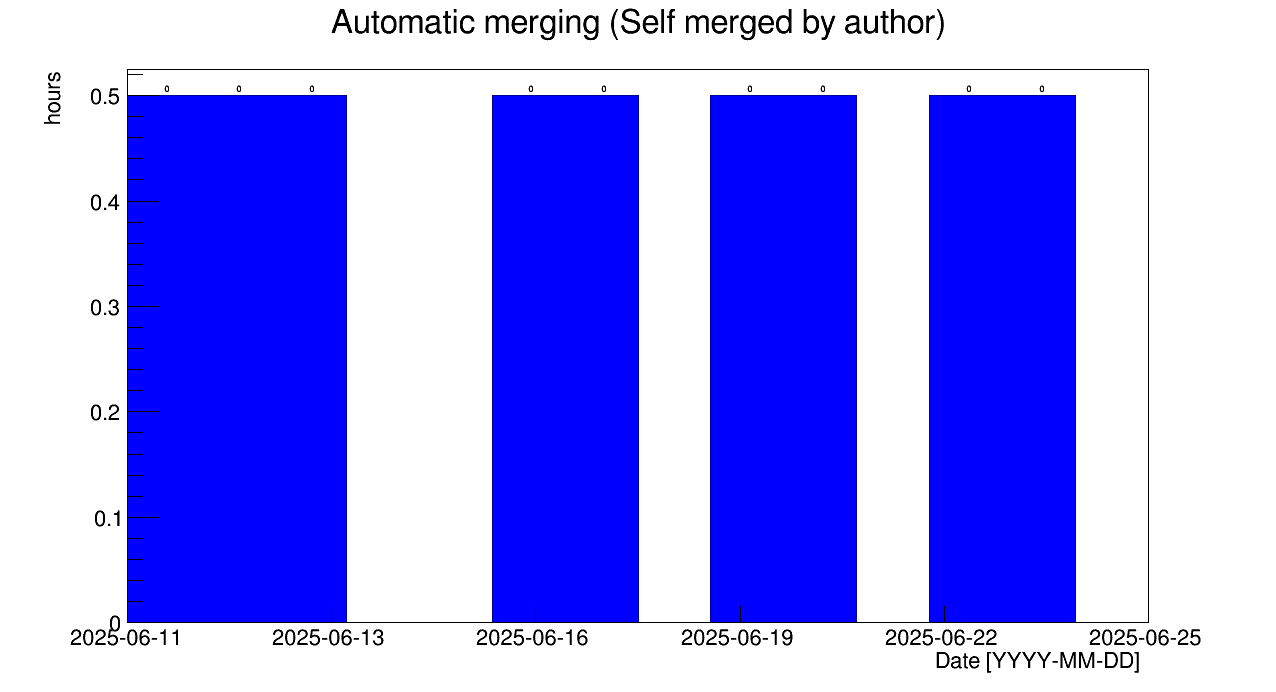 Automatic merging (Self merged by author)
hours
0.5
0 0 0 0 0 0 0 0 0
0.4
0.3
0.2
0.1
0
2025-06-11 2025-06-13 2025-06-16 2025-06-19 2025-06-22 2025-06-25
Date [YYYY-MM-DD]